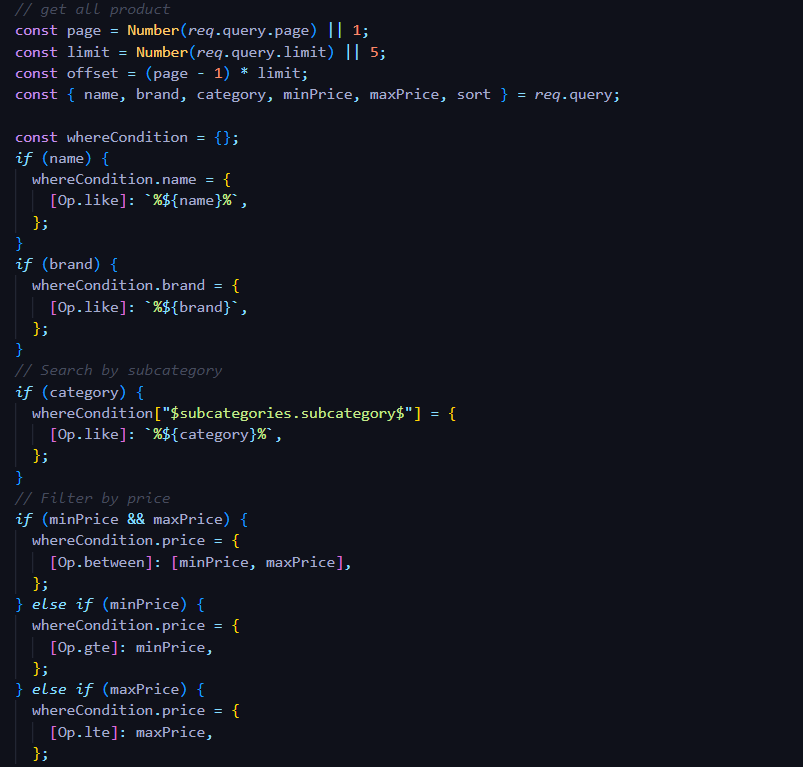 // get all product
const page = Number(req.query.page) || 1;
const limit = Number(req.query.limit) || 5;
const offset = (page - 1) * limit;
const { name, brand, category, minPrice, maxPrice, sort } = req.query;

const whereCondition = {};
if (name) {
  whereCondition.name = {
    [Op.like]: `%${name}%`,
  };
}
if (brand) {
  whereCondition.brand = {
    [Op.like]: `%${brand}`,
  };
}
// Search by subcategory
if (category) {
  whereCondition["$subcategories.subcategory$"] = {
    [Op.like]: `%${category}%`,
  };
}
// Filter by price
if (minPrice && maxPrice) {
  whereCondition.price = {
    [Op.between]: [minPrice, maxPrice],
  };
} else if (minPrice) {
  whereCondition.price = {
    [Op.gte]: minPrice,
  };
} else if (maxPrice) {
  whereCondition.price = {
    [Op.lte]: maxPrice,
  };